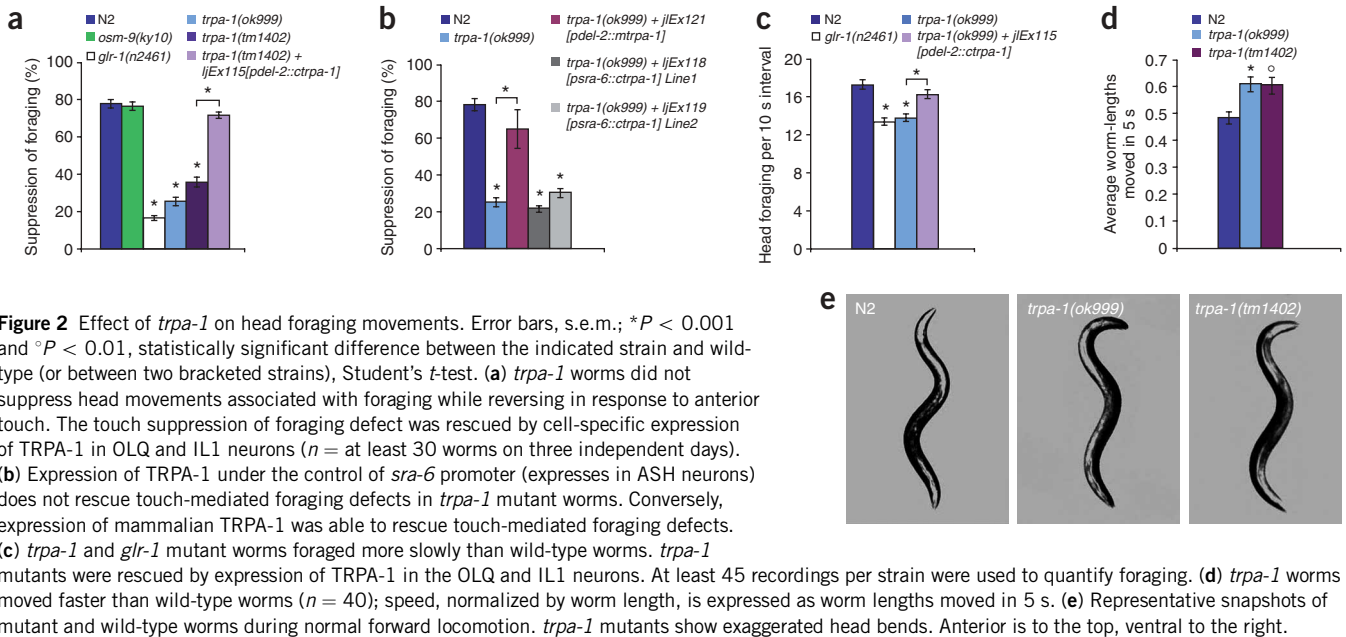 a
N2
osm-9(ky10)
glr-1(n2461)
trpa-1(ok999)
trpa-1(tm1402)
trpa-1(tm1402) +
ljEx115[pdel-2::ctrpa-1]
Suppression of foraging (%)
100
80
60
40
20
0
*
*
*
*
b
N2
trpa-1(ok999)
trpa-1(ok999) + jlEx121
[pdel-2::mtrpa-1]
trpa-1(ok999) + ljEx118
[psra-6::ctrpa-1] Line1
trpa-1(ok999) + ljEx119
[psra-6::ctrpa-1] Line2
Suppression of foraging (%)
100
80
60
40
20
0
*
*
*
*
c
N2
glr-1(n2461)
trpa-1(ok999)
trpa-1(ok999) + jlEx115
[pdel-2::ctrpa-1]
Head foraging per 10 s interval
20
16
12
8
4
0
*
*
*
d
N2
trpa-1(ok999)
trpa-1(tm1402)
Average worm-lengths
moved in 5 s
0.7
0.6
0.5
0.4
0.3
0.2
0.1
0
*
°
e
N2
trpa-1(ok999)
trpa-1(tm1402)
Figure 2 Effect of trpa-1 on head foraging movements. Error bars, s.e.m.; *P < 0.001
and °P < 0.01, statistically significant difference between the indicated strain and wild-
type (or between two bracketed strains), Student's t-test. (a) trpa-1 worms did not
suppress head movements associated with foraging while reversing in response to anterior
touch. The touch suppression of foraging defect was rescued by cell-specific expression
of TRPA-1 in OLQ and IL1 neurons (n = at least 30 worms on three independent days).
(b) Expression of TRPA-1 under the control of sra-6 promoter (expresses in ASH neurons)
does not rescue touch-mediated foraging defects in trpa-1 mutant worms. Conversely,
expression of mammalian TRPA-1 was able to rescue touch-mediated foraging defects.
(c) trpa-1 and glr-1 mutant worms foraged more slowly than wild-type worms. trpa-1
mutants were rescued by expression of TRPA-1 in the OLQ and IL1 neurons. At least 45 recordings per strain were used to quantify foraging. (d) trpa-1 worms
moved faster than wild-type worms (n = 40); speed, normalized by worm length, is expressed as worm lengths moved in 5 s. (e) Representative snapshots of
mutant and wild-type worms during normal forward locomotion. trpa-1 mutants show exaggerated head bends. Anterior is to the top, ventral to the right.